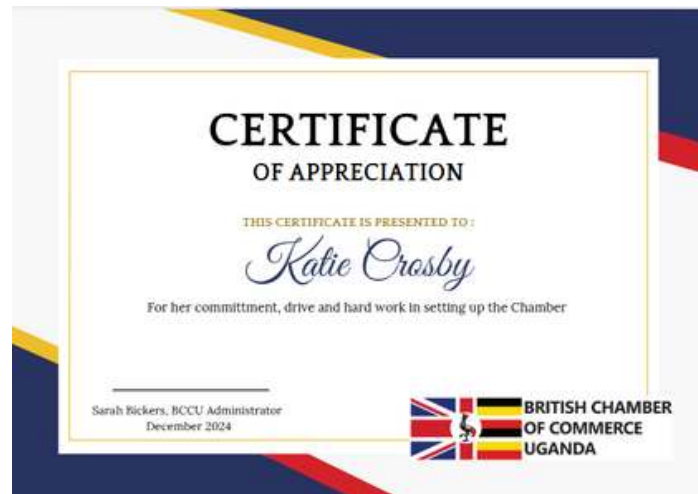 CERTIFICATE
OF APPRECIATION
THIS CERTIFICATE IS PRESENTED TO :
Katie Crosby
For her committment, drive and hard work in setting up the Chamber
Sarah Bickers, BCCU Administrator
December 2024
BRITISH CHAMBER
OF COMMERCE
UGANDA